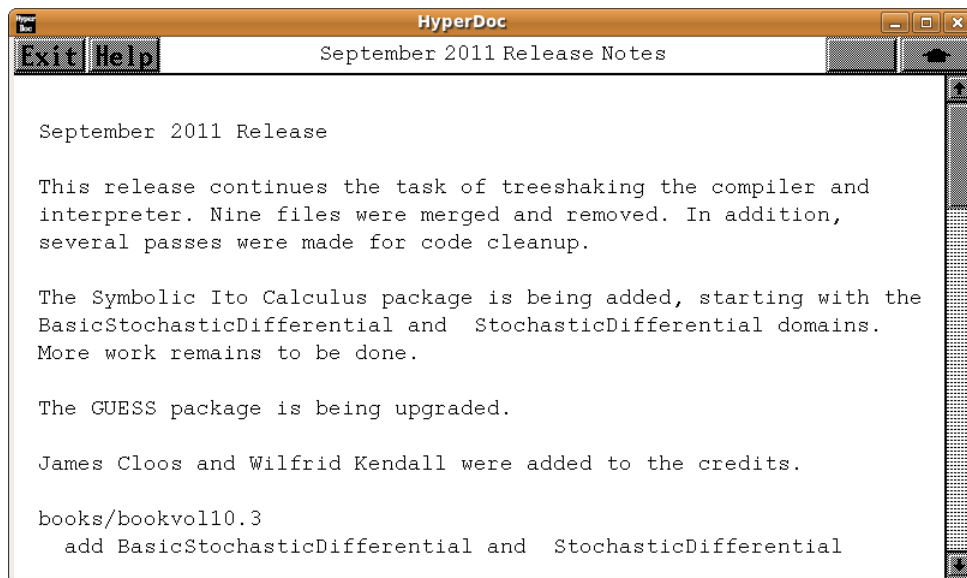 Hyper
Doc
HyperDoc
Exit Help
September 2011 Release Notes
September 2011 Release
This release continues the task of treeshaking the compiler and
interpreter. Nine files were merged and removed. In addition,
several passes were made for code cleanup.
The Symbolic Ito Calculus package is being added, starting with the
BasicStochasticDifferential and  StochasticDifferential domains.
More work remains to be done.
The GUESS package is being upgraded.
James Cloos and Wilfrid Kendall were added to the credits.
books/bookvol10.3
add BasicStochasticDifferential and  StochasticDifferential